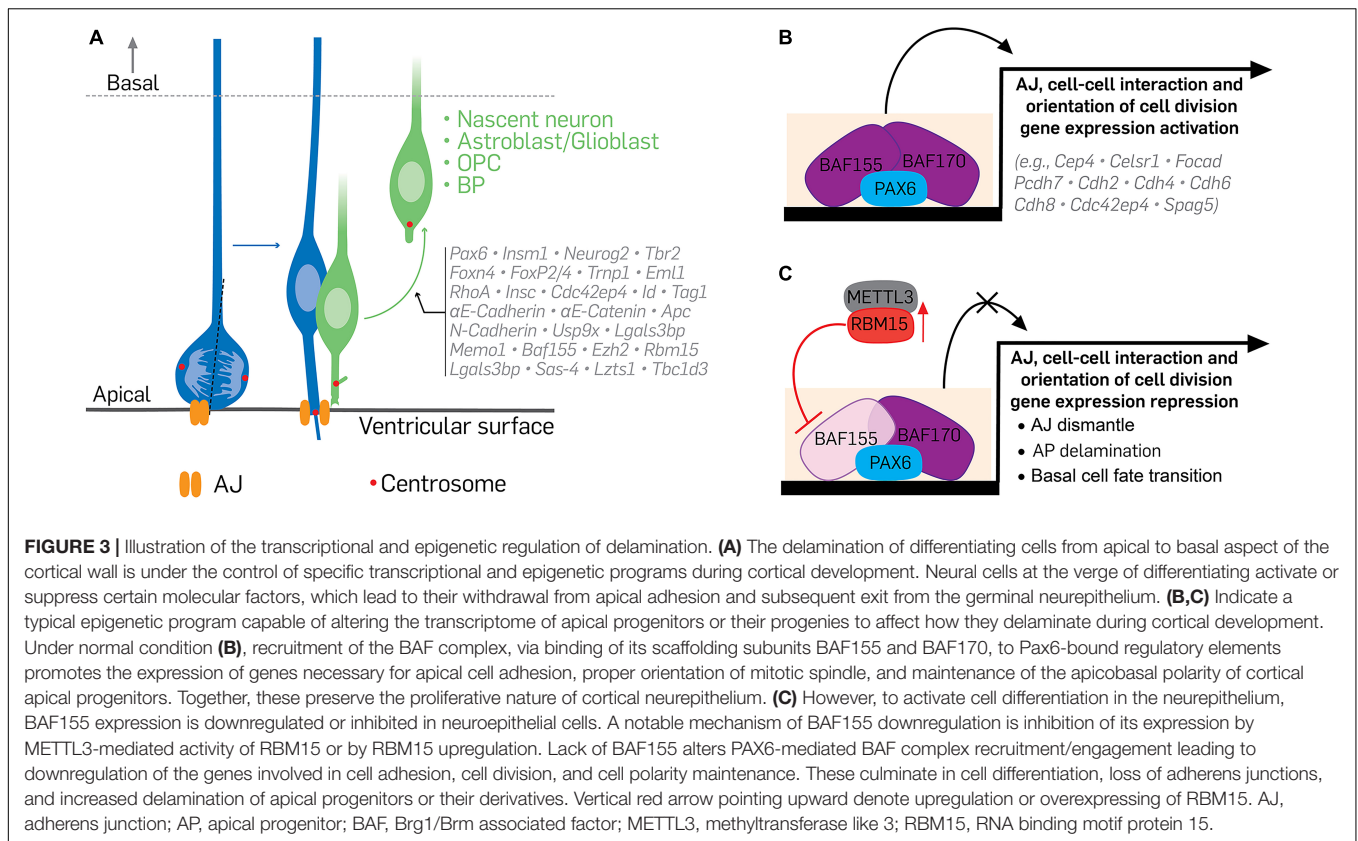 A
Basal
• Nascent neuron
• Astroblast/Glioblast
• OPC
• BP
Pax6 • Insm1 • Neurog2 • Tbr2
Foxn4 • FoxP2/4 • Trnp1 • Eml1
RhoA • Insc • Cdc42ep4 • Id • Tag1
αE-Cadherin • αE-Catenin • Apc
N-Cadherin • Usp9x • Lgals3bp
Memo1 • Baf155 • Ezh2 • Rbm15
Lgals3bp • Sas-4 • Lzts1 • Tbc1d3
Apical
Ventricular surface
AJ
Centrosome
B
BAF155
BAF170
PAX6
AJ, cell-cell interaction and
orientation of cell division
gene expression activation
(e.g., Cep4 • Celsr1 • Focad
Pcdh7 • Cdh2 • Cdh4 • Cdh6
Cdh8 • Cdc42ep4 • Spag5)
C
METTL3
RBM15
BAF155
BAF170
PAX6
AJ, cell-cell interaction and
orientation of cell division
gene expression repression
• AJ dismantle
• AP delamination
• Basal cell fate transition
FIGURE 3 | Illustration of the transcriptional and epigenetic regulation of delamination. (A) The delamination of differentiating cells from apical to basal aspect of the
cortical wall is under the control of specific transcriptional and epigenetic programs during cortical development. Neural cells at the verge of differentiating activate or
suppress certain molecular factors, which lead to their withdrawal from apical adhesion and subsequent exit from the germinal neurepithelium. (B,C) Indicate a
typical epigenetic program capable of altering the transcriptome of apical progenitors or their progenies to affect how they delaminate during cortical development.
Under normal condition (B), recruitment of the BAF complex, via binding of its scaffolding subunits BAF155 and BAF170, to Pax6-bound regulatory elements
promotes the expression of genes necessary for apical cell adhesion, proper orientation of mitotic spindle, and maintenance of the apicobasal polarity of cortical
apical progenitors. Together, these preserve the proliferative nature of cortical neurepithelium. (C) However, to activate cell differentiation in the neurepithelium,
BAF155 expression is downregulated or inhibited in neuroepithelial cells. A notable mechanism of BAF155 downregulation is inhibition of its expression by
METTL3-mediated activity of RBM15 or by RBM15 upregulation. Lack of BAF155 alters PAX6-mediated BAF complex recruitment/engagement leading to
downregulation of the genes involved in cell adhesion, cell division, and cell polarity maintenance. These culminate in cell differentiation, loss of adherens junctions,
and increased delamination of apical progenitors or their derivatives. Vertical red arrow pointing upward denote upregulation or overexpressing of RBM15. AJ,
adherens junction; AP, apical progenitor; BAF, Brg1/Brm associated factor; METTL3, methyltransferase like 3; RBM15, RNA binding motif protein 15.